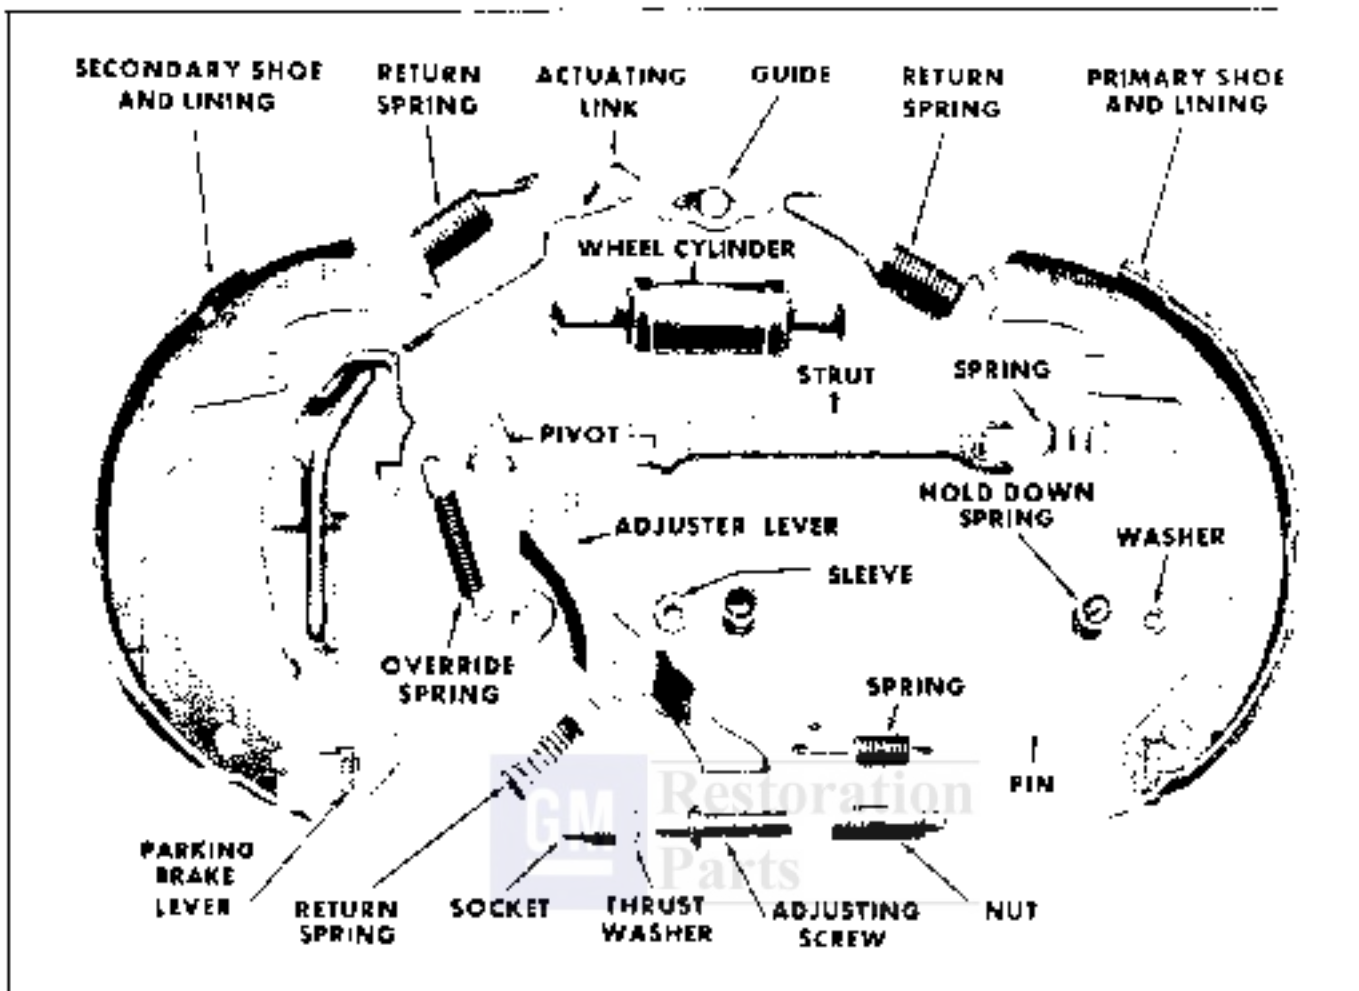 SECONDARY SHOE
AND LINING
RETURN
SPRING
ACTUATING
LINK
GUIDE
RETURN
SPRING
PRIMARY SHOE
AND LINING
WHEEL CYLINDER
STRUT
SPRING
PIVOT
HOLD DOWN
SPRING
ADJUSTER LEVER
WASHER
SLEEVE
OVERRIDE
SPRING
SPRING
PIN
GM
Restoration
Parts
PARKING
BRAKE
LEVER
RETURN
SPRING
SOCKET
THRUST
WASHER
ADJUSTING
SCREW
NUT